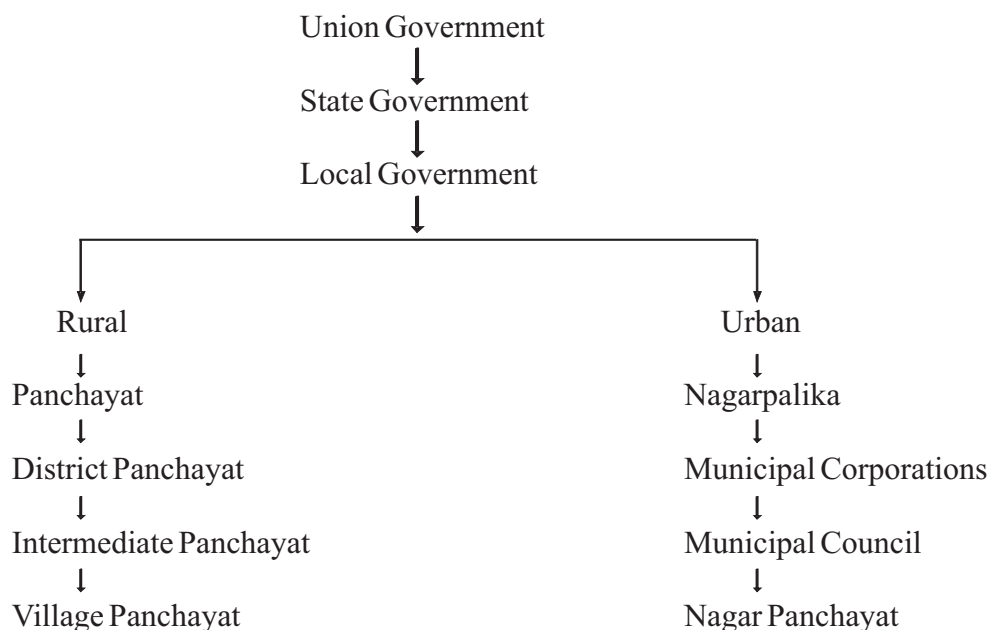 Union Government
State Government
Local Government
Rural
Urban
Panchayat
Nagarpalika
District Panchayat
Municipal Corporations
Intermediate Panchayat
Municipal Council
Village Panchayat
Nagar Panchayat